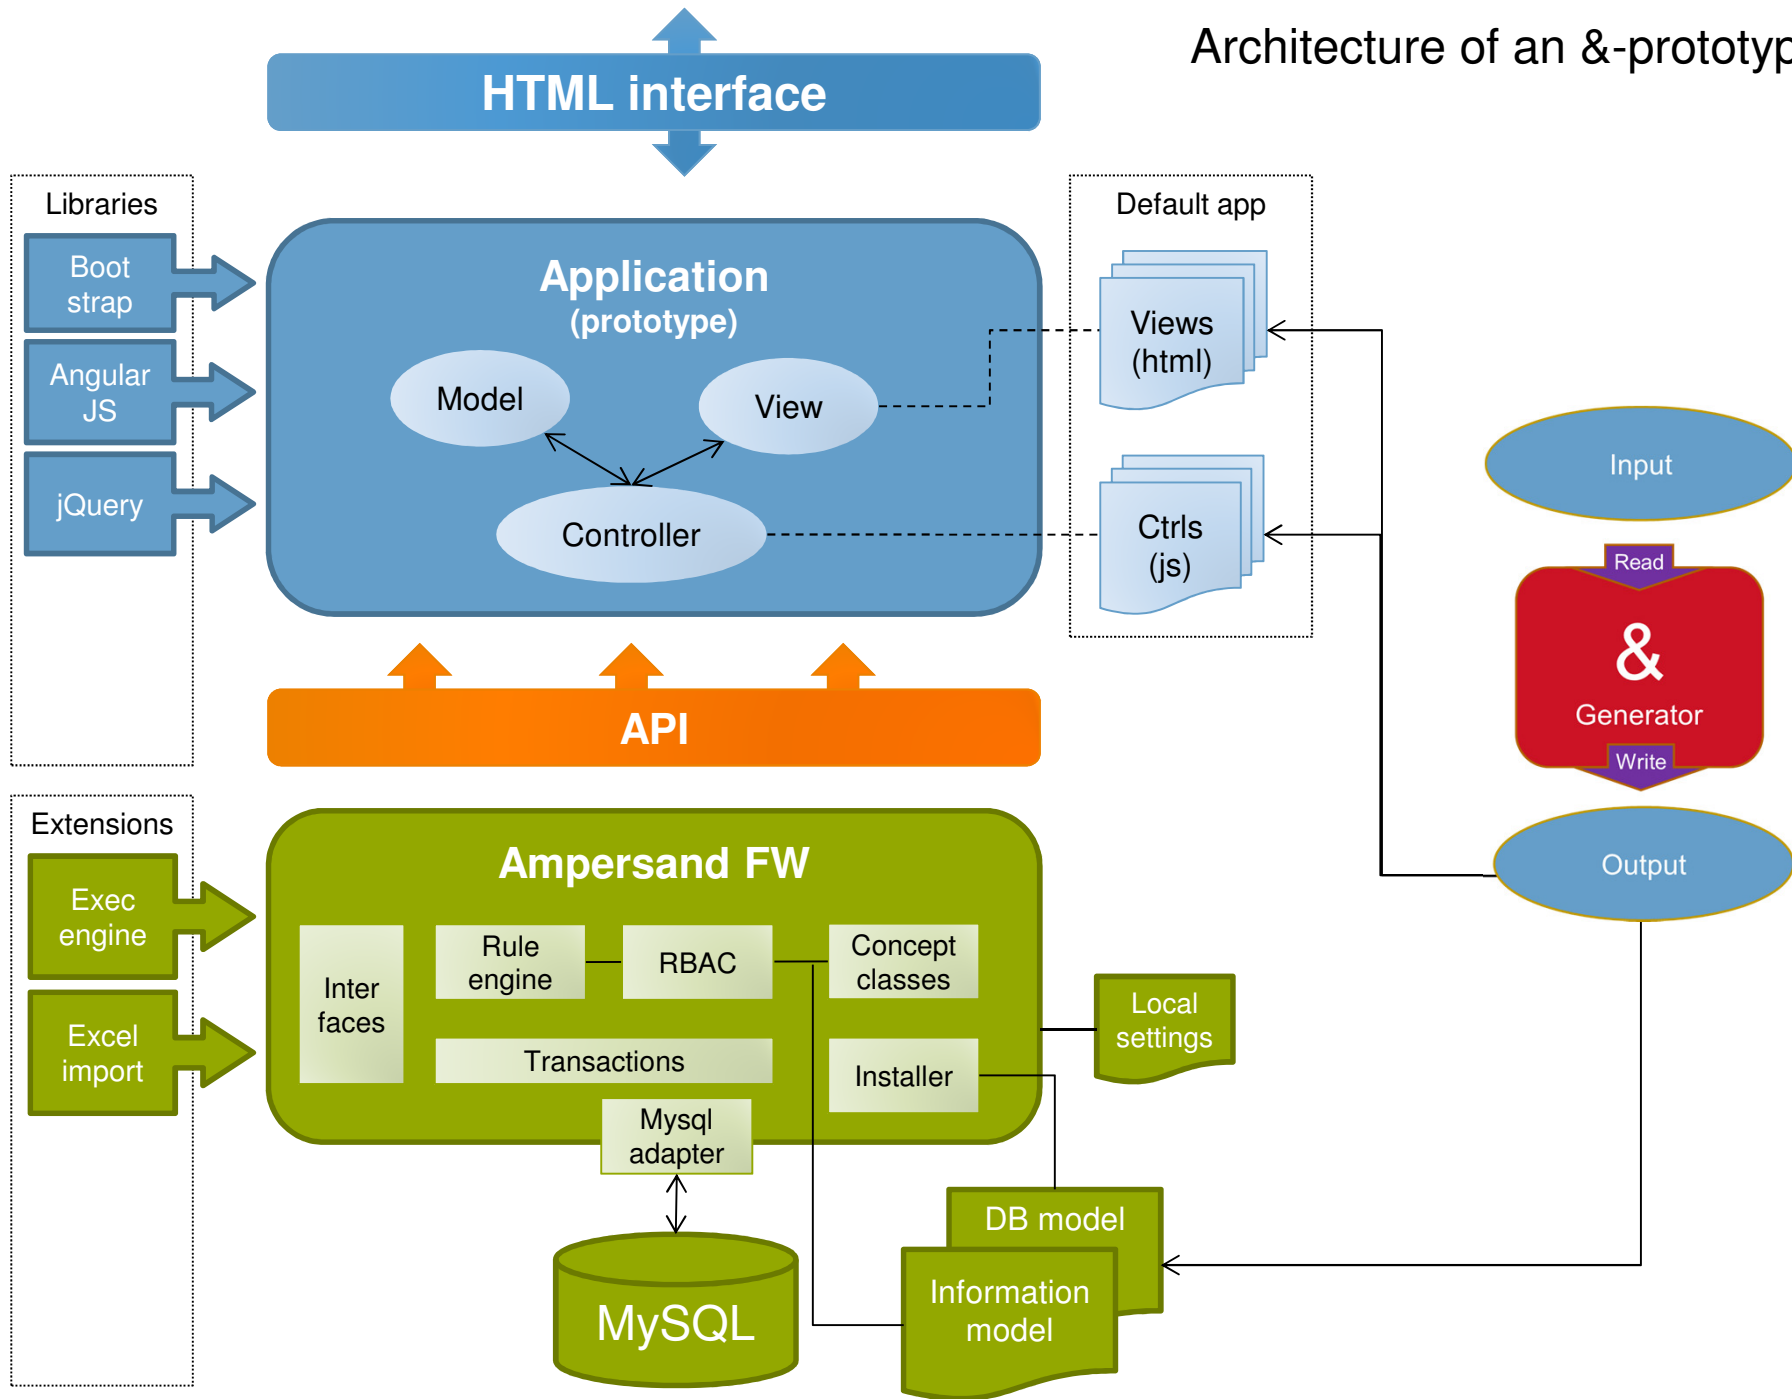 Architecture of an &-prototyp
HTML interface
Libraries
Boot
strap
Angular
JS
jQuery
Application
(prototype)
Model
View
Controller
Default app
Views
(html)
Ctrls
(js)
Input
Read
&
Generator
Write
Output
API
Extensions
Exec
engine
Excel
import
Ampersand FW
Inter
faces
Rule
engine
RBAC
Concept
classes
Transactions
Installer
Mysql
adapter
Local
settings
MySQL
DB model
Information
model